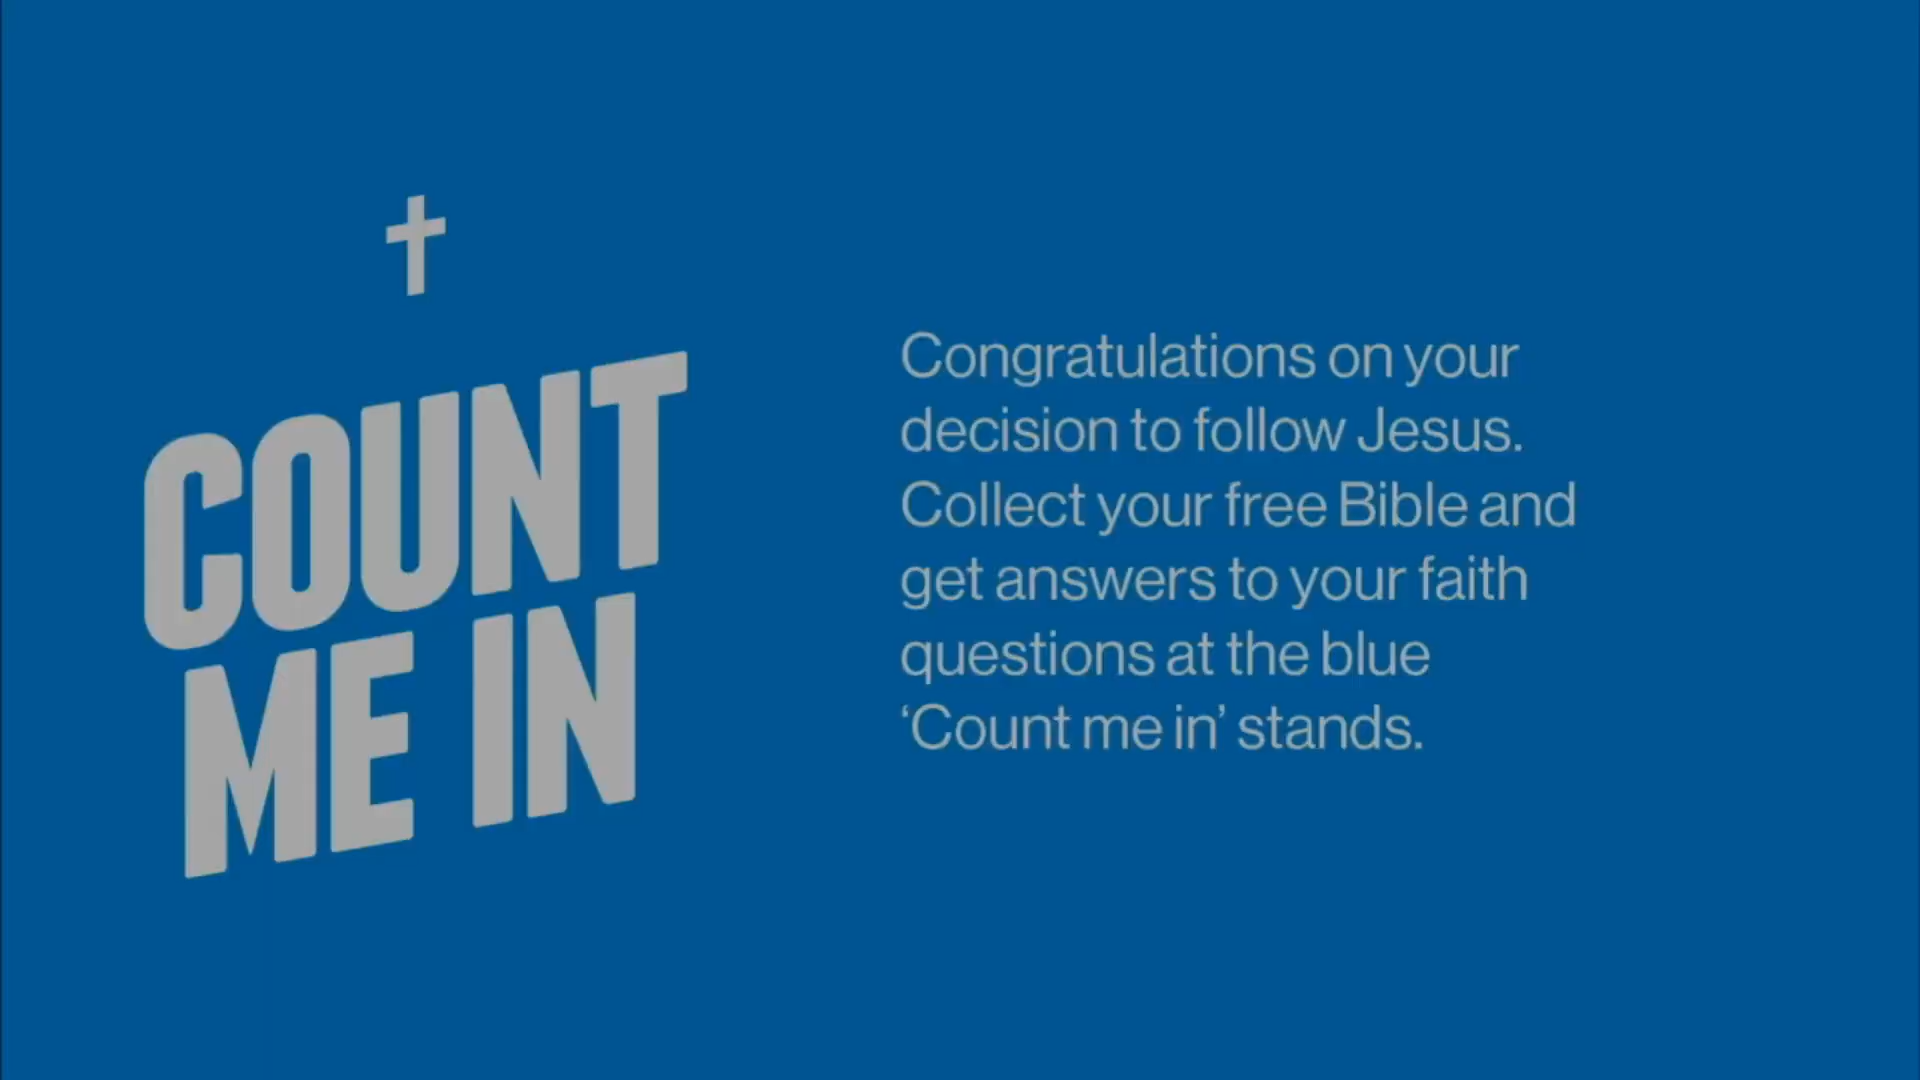 COUNT
ME IN
Congratulations on your
decision to follow Jesus.
Collect your free Bible and
get answers to your faith
questions at the blue
‘Count me in’ stands.